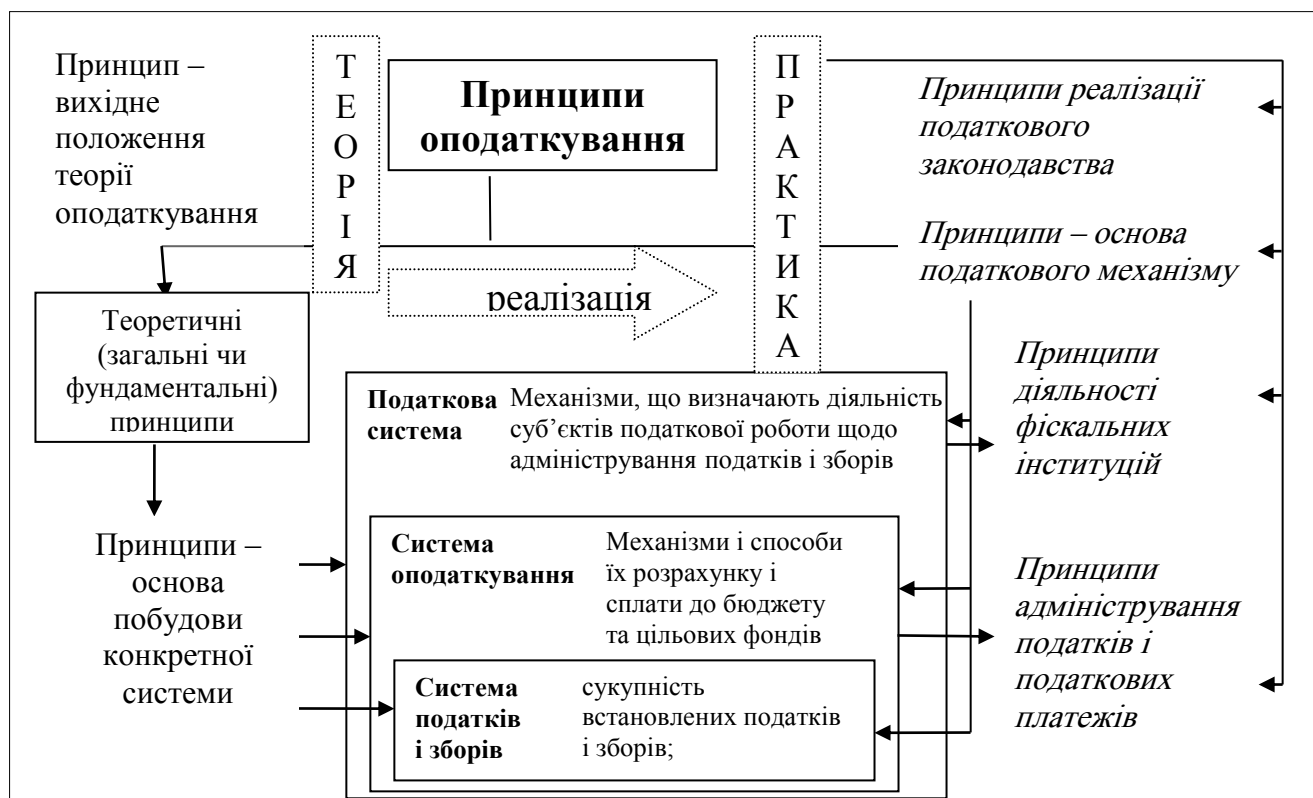 Принцип –
вихідне
положення
теорії
оподаткування
ТЕОРІЯ
Принципи
оподаткування
ПРАКТИКА
Принципи реалізації
податкового
законодавства
Принципи – основа
податкового механізму
реалізація
Теоретичні
(загальні чи
фундаментальні)
принципи
Принципи
діяльності
фіскальних
інституцій
Податкова
система
Механізми, що визначають діяльність
суб’єктів податкової роботи щодо
адміністрування податків і зборів
Принципи –
основа
побудови
конкретної
системи
Система
оподаткування
Механізми і способи
їх розрахунку і
сплати до бюджету
та цільових фондів
Принципи
адміністрування
податків і
податкових
платежів
Система
податків
і зборів
сукупність
встановлених податків
і зборів;